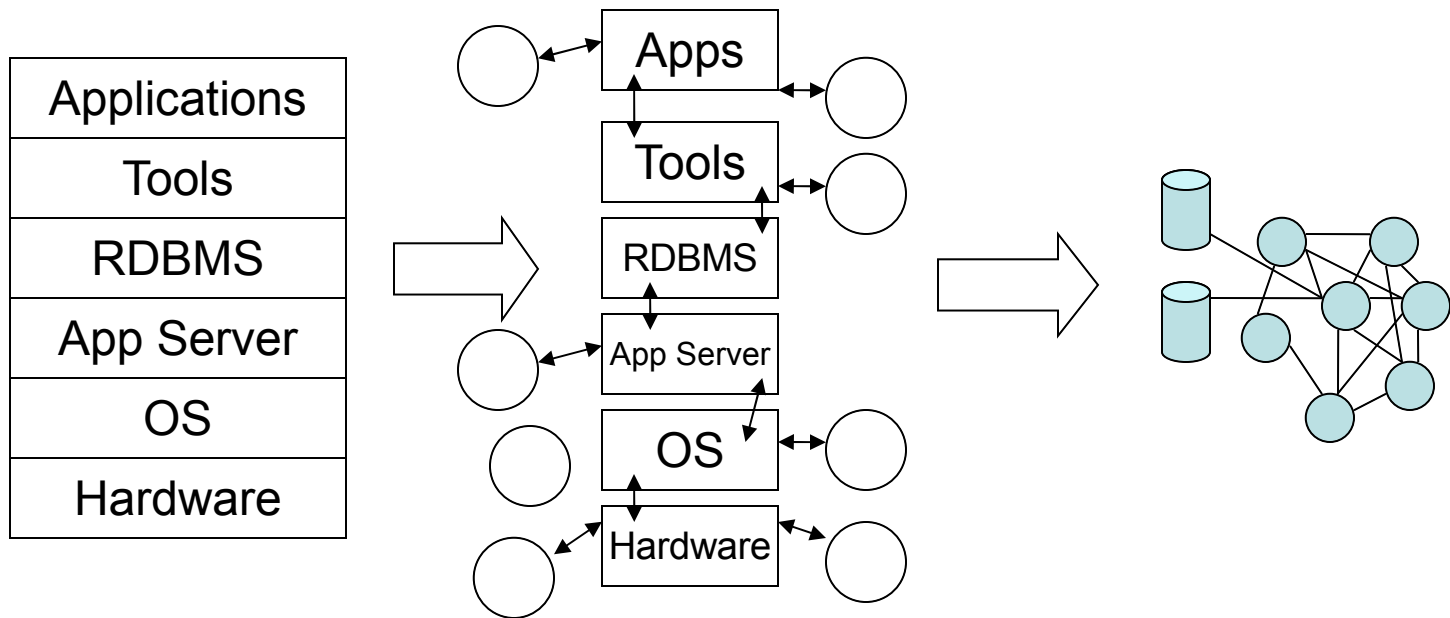 Applications
Tools
RDBMS
App Server
OS
Hardware
Apps
Tools
RDBMS
App Server
OS
Hardware